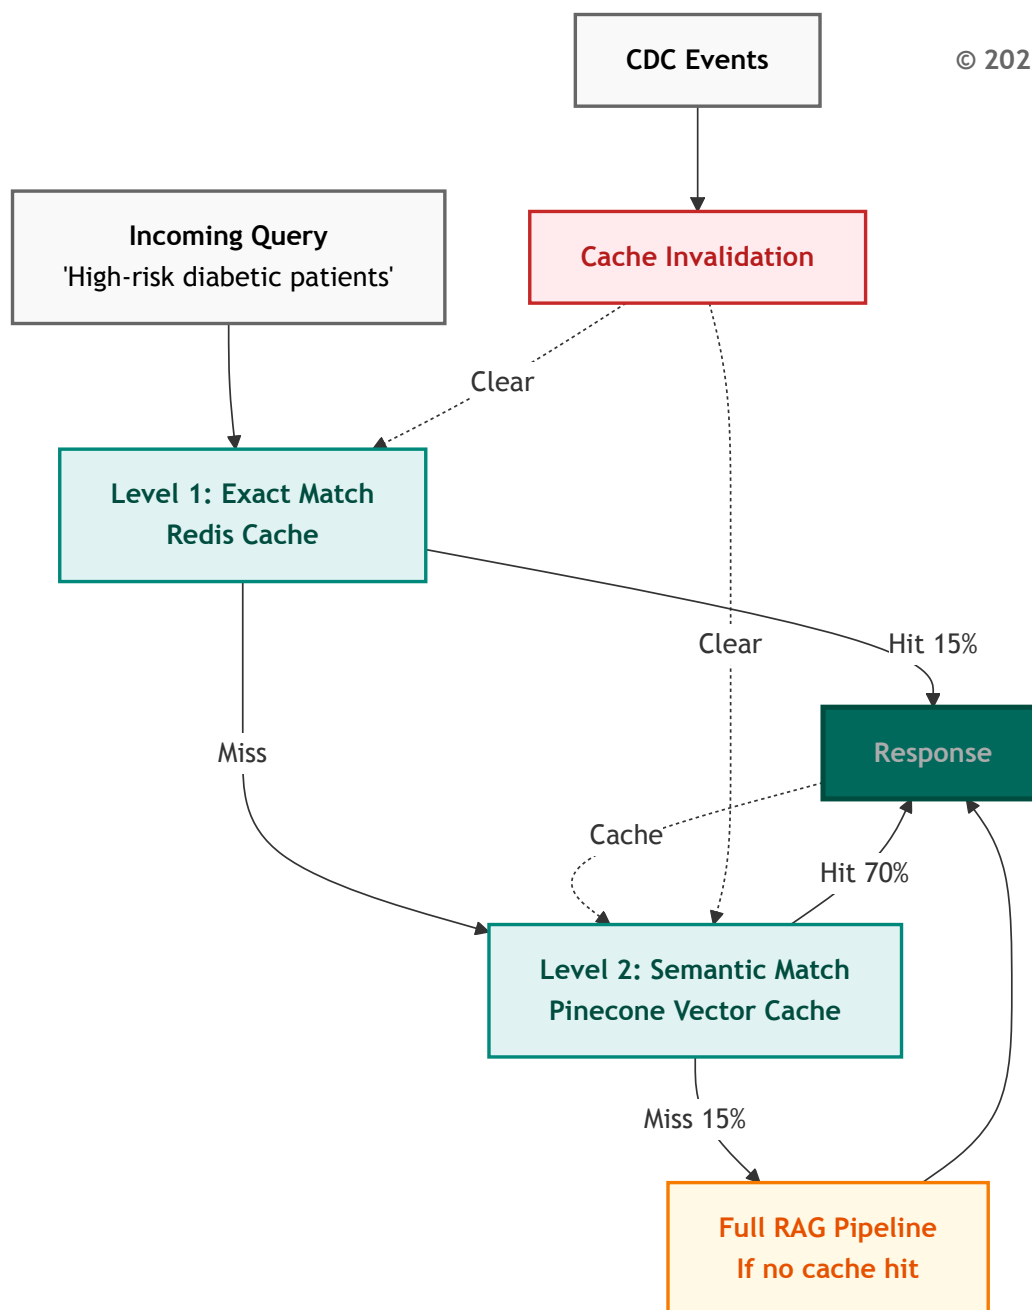 CDC Events
© 202
Incoming Query
'High-risk diabetic patients'
Cache Invalidation
Clear
Level 1: Exact Match
Redis Cache
Clear
Hit 15%
Miss
Response
Cache
Hit 70%
Level 2: Semantic Match
Pinecone Vector Cache
Miss 15%
Full RAG Pipeline
If no cache hit